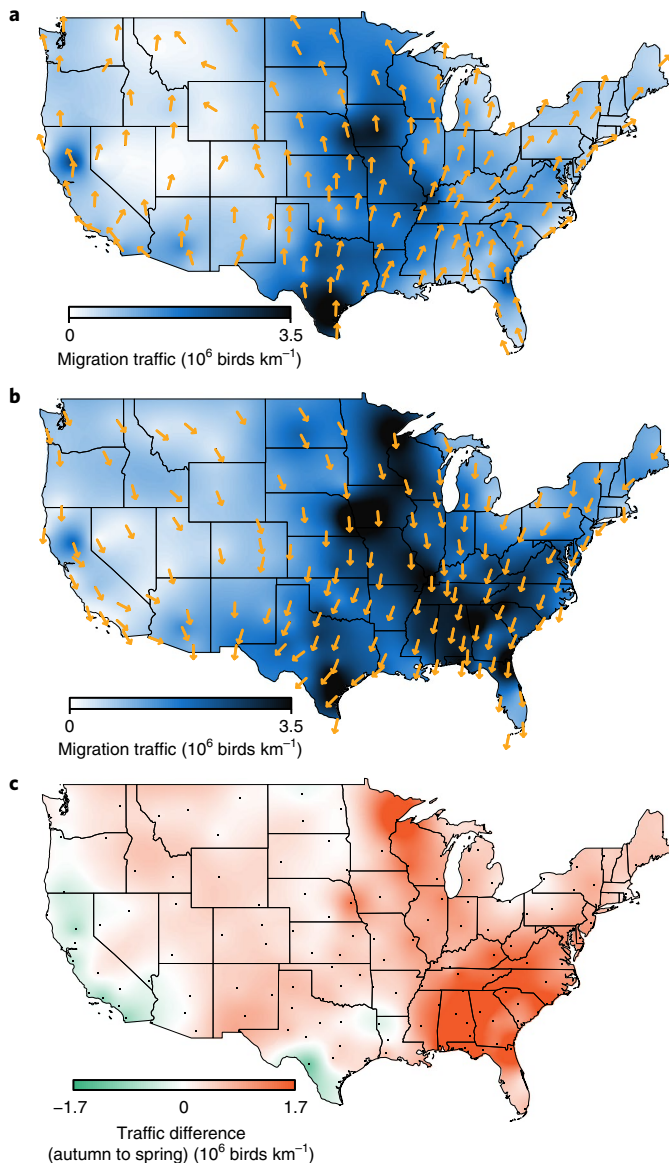 a
0
3.5
Migration traffic (10⁶ birds km⁻¹)
b
0
3.5
Migration traffic (10⁶ birds km⁻¹)
c
−1.7
0
1.7
Traffic difference
(autumn to spring) (10⁶ birds km⁻¹)